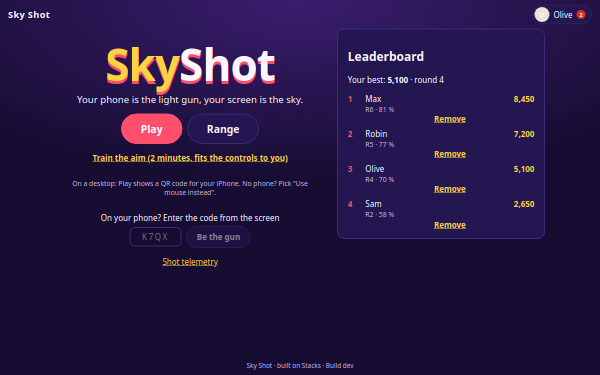 Sky Shot
Olive 2
SkyShot
Your phone is the light gun, your screen is the sky.
Play
Range
Train the aim (2 minutes, fits the controls to you)
On a desktop: Play shows a QR code for your iPhone. No phone? Pick "Use
mouse instead".
On your phone? Enter the code from the screen
K7QX
Be the gun
Shot telemetry
Leaderboard
Your best: 5,100 · round 4
1 Max 8,450
R6 · 81 %
Remove
2 Robin 7,200
R5 · 77 %
Remove
3 Olive 5,100
R4 · 70 %
Remove
4 Sam 2,650
R2 · 58 %
Remove
Sky Shot · built on Stacks · Build dev